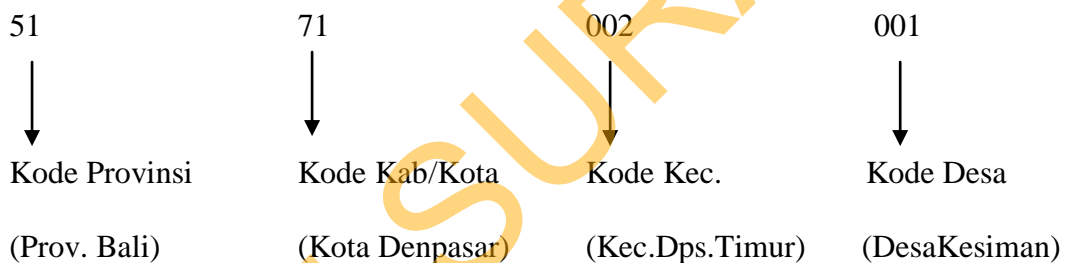 51 71 002 001
Kode Provinsi Kode Kab/Kota Kode Kec. Kode Desa
(Prov. Bali) (Kota Denpasar) (Kec.Dps.Timur) (DesaKesiman)